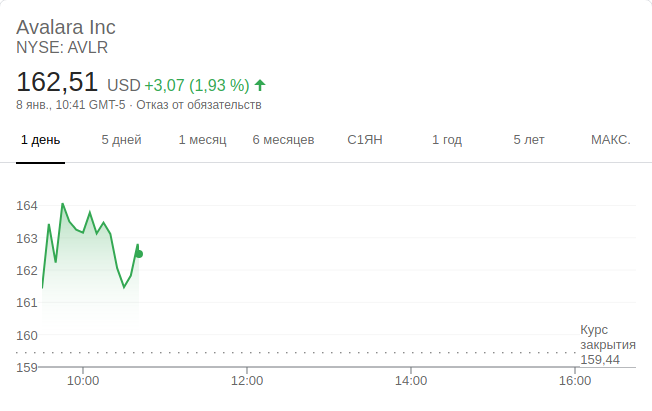 Avalara Inc
NYSE: AVLR
162,51 USD +3,07 (1,93 %)
8 янв., 10:41 GMT-5 · Отказ от обязательств
1 день 5 дней 1 месяц 6 месяцев С1ЯН 1 год 5 лет МАКС.
164
163
162
161
160
159
Курс
закрытия
159,44
10:00 12:00 14:00 16:00